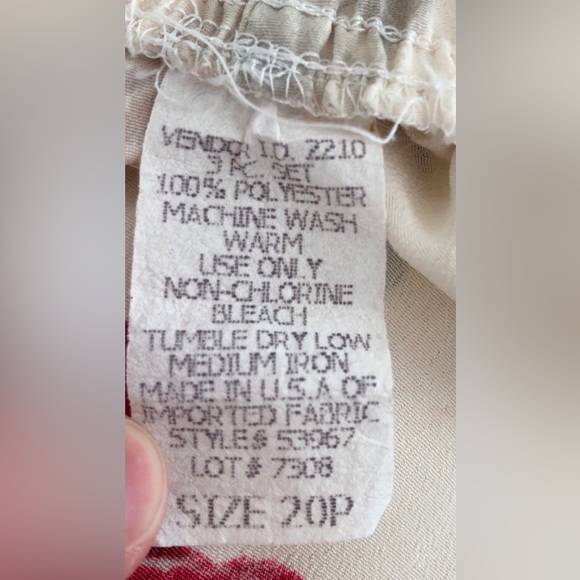 VENDOR I.D. 2210
3 PC. SET
100% POLYESTER
MACHINE WASH
WARM
USE ONLY
NON-CHLORINE
BLEACH
TUMBLE DRY LOW
MEDIUM IRON
MADE IN U.S.A OF
IMPORTED FABRIC
STYLE# 53967
LOT# 7308
SIZE 20P